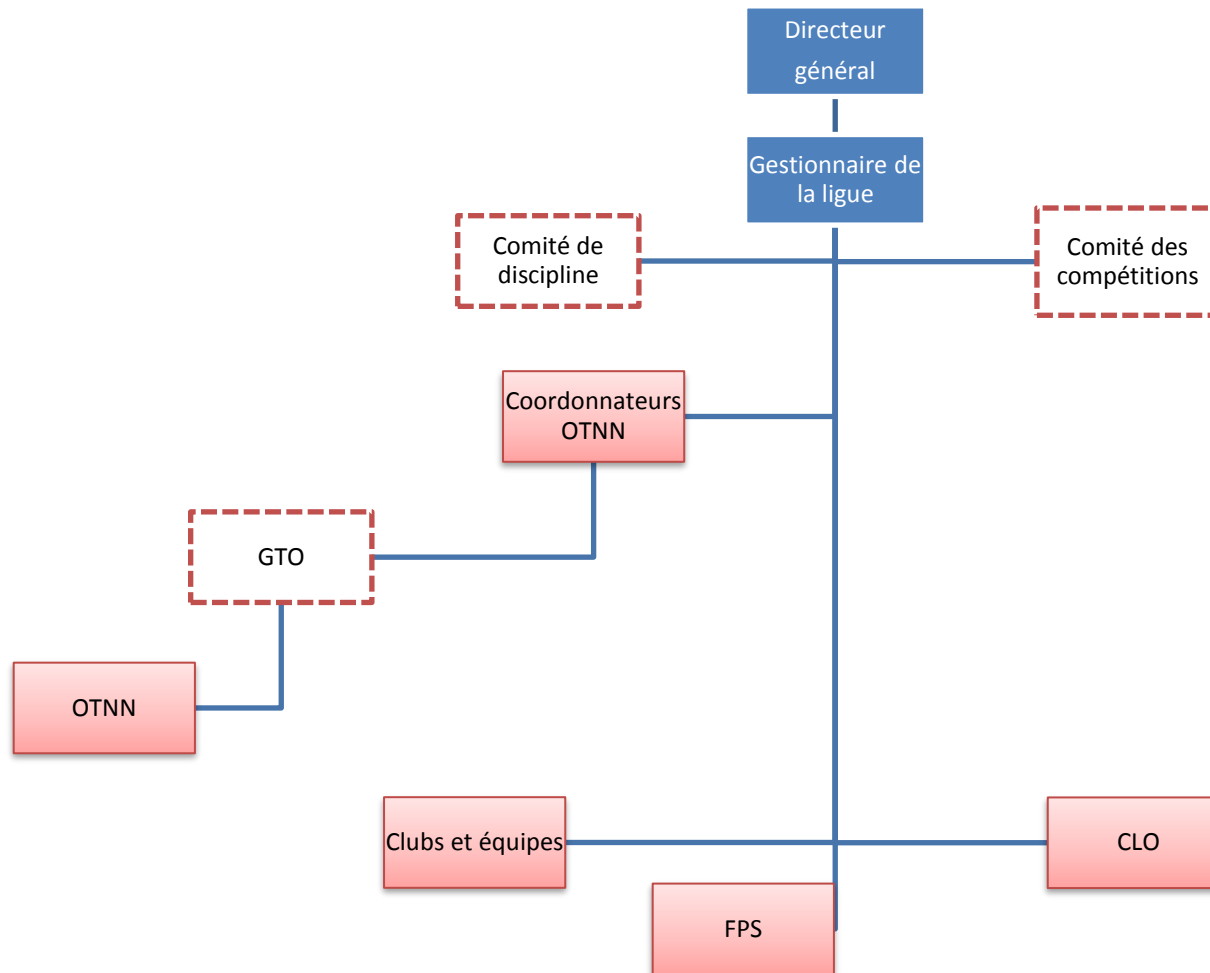 Directeur
général
Gestionnaire de
la ligue
Comité de
discipline
Comité des
compétitions
Coordonnateurs
OTNN
GTO
OTNN
Clubs et équipes
CLO
FPS